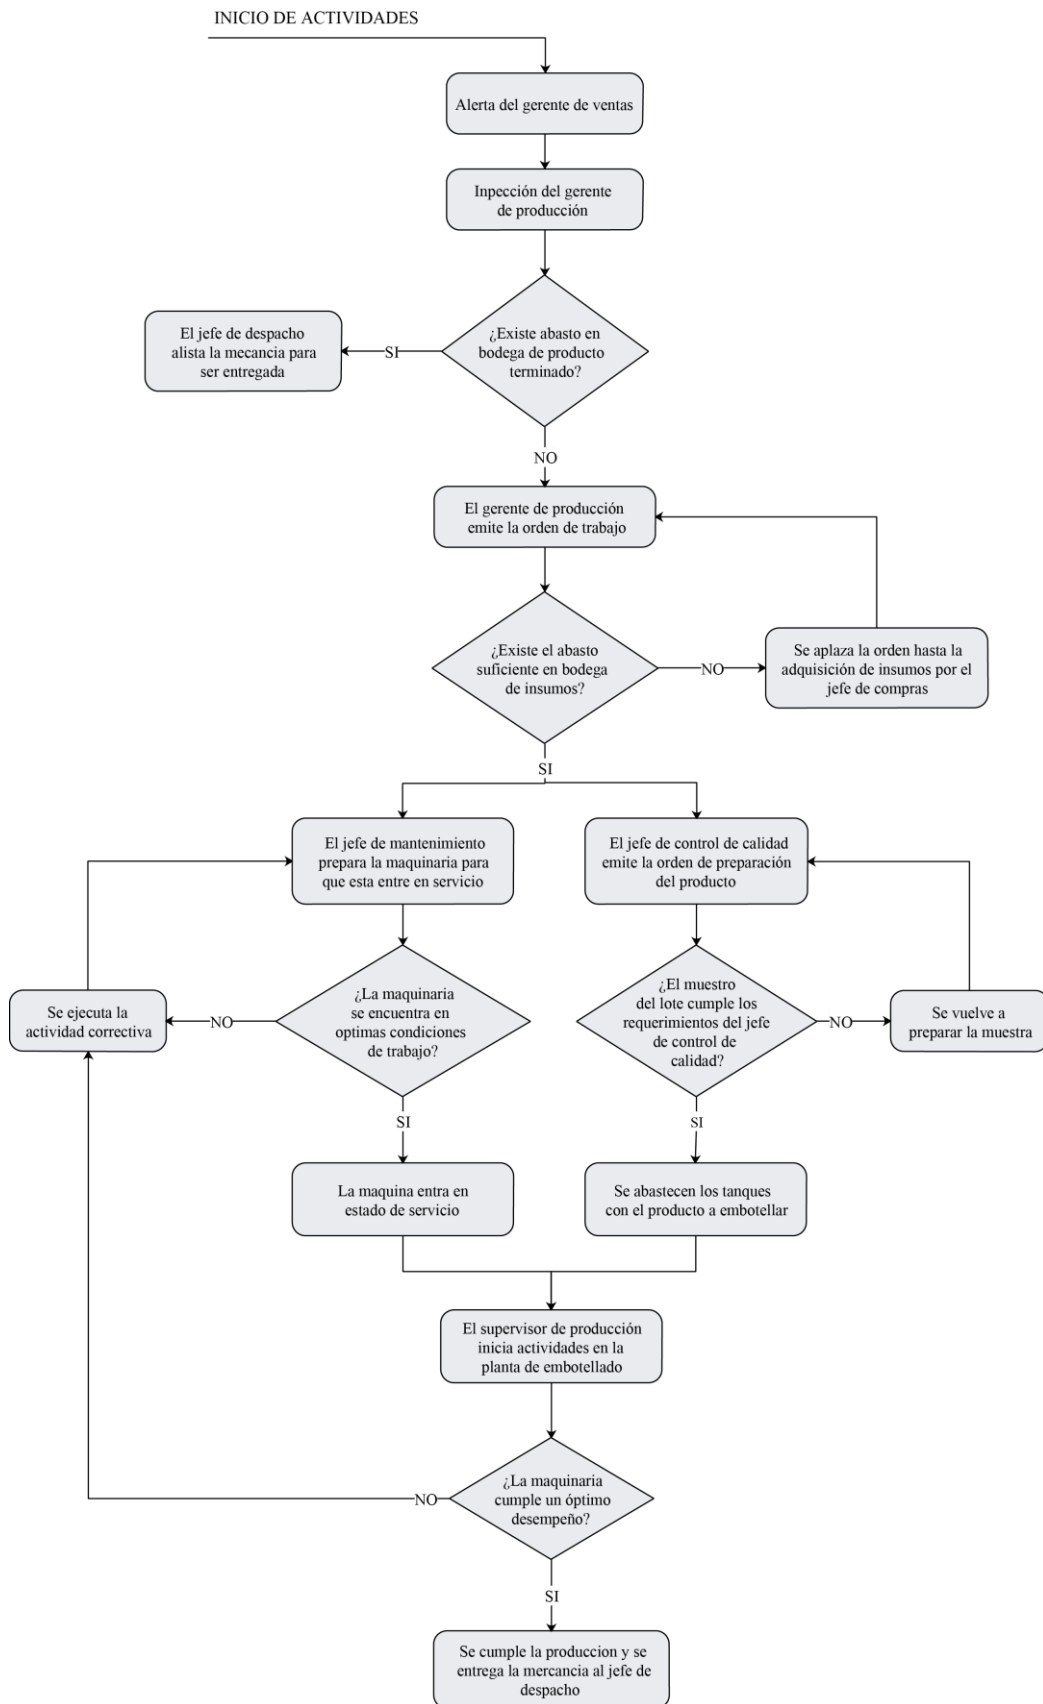 INICIO DE ACTIVIDADES
Alerta del gerente de ventas
Inpección del gerente
de producción
¿Existe abasto en
bodega de producto
terminado?
SI
El jefe de despacho
alista la mecancia para
ser entregada
NO
El gerente de producción
emite la orden de trabajo
¿Existe el abasto
suficiente en bodega
de insumos?
NO
Se aplaza la orden hasta la
adquisición de insumos por el
jefe de compras
SI
El jefe de mantenimiento
prepara la maquinaria para
que esta entre en servicio
El jefe de control de calidad
emite la orden de preparación
del producto
¿La maquinaria
se encuentra en
optimas condiciones
de trabajo?
NO
Se ejecuta la
actividad correctiva
¿El muestro
del lote cumple los
requerimientos del jefe
de control de
calidad?
NO
Se vuelve a
preparar la muestra
SI
SI
La maquina entra en
estado de servicio
Se abastecen los tanques
con el producto a embotellar
El supervisor de producción
inicia actividades en la
planta de embotellado
¿La maquinaria
cumple un óptimo
desempeño?
NO
SI
Se cumple la produccion y se
entrega la mercancia al jefe de
despacho